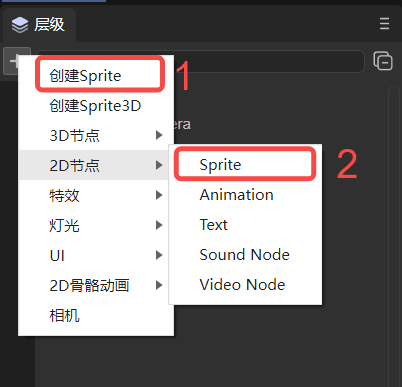 层级
创建Sprite
1
创建Sprite3D
3D节点
era
2D节点
Sprite
2
特效
Animation
灯光
Text
UI
Sound Node
2D骨骼动画
Video Node
相机